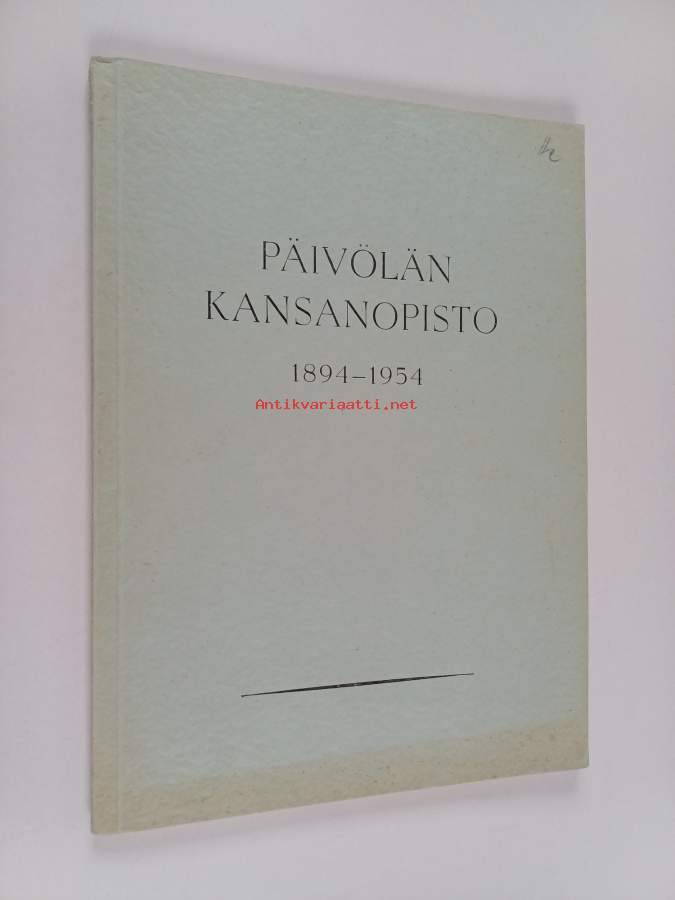 PÄIVÖLÄN
KANSANOPISTO
1894–1954
Antikvariaatti.net